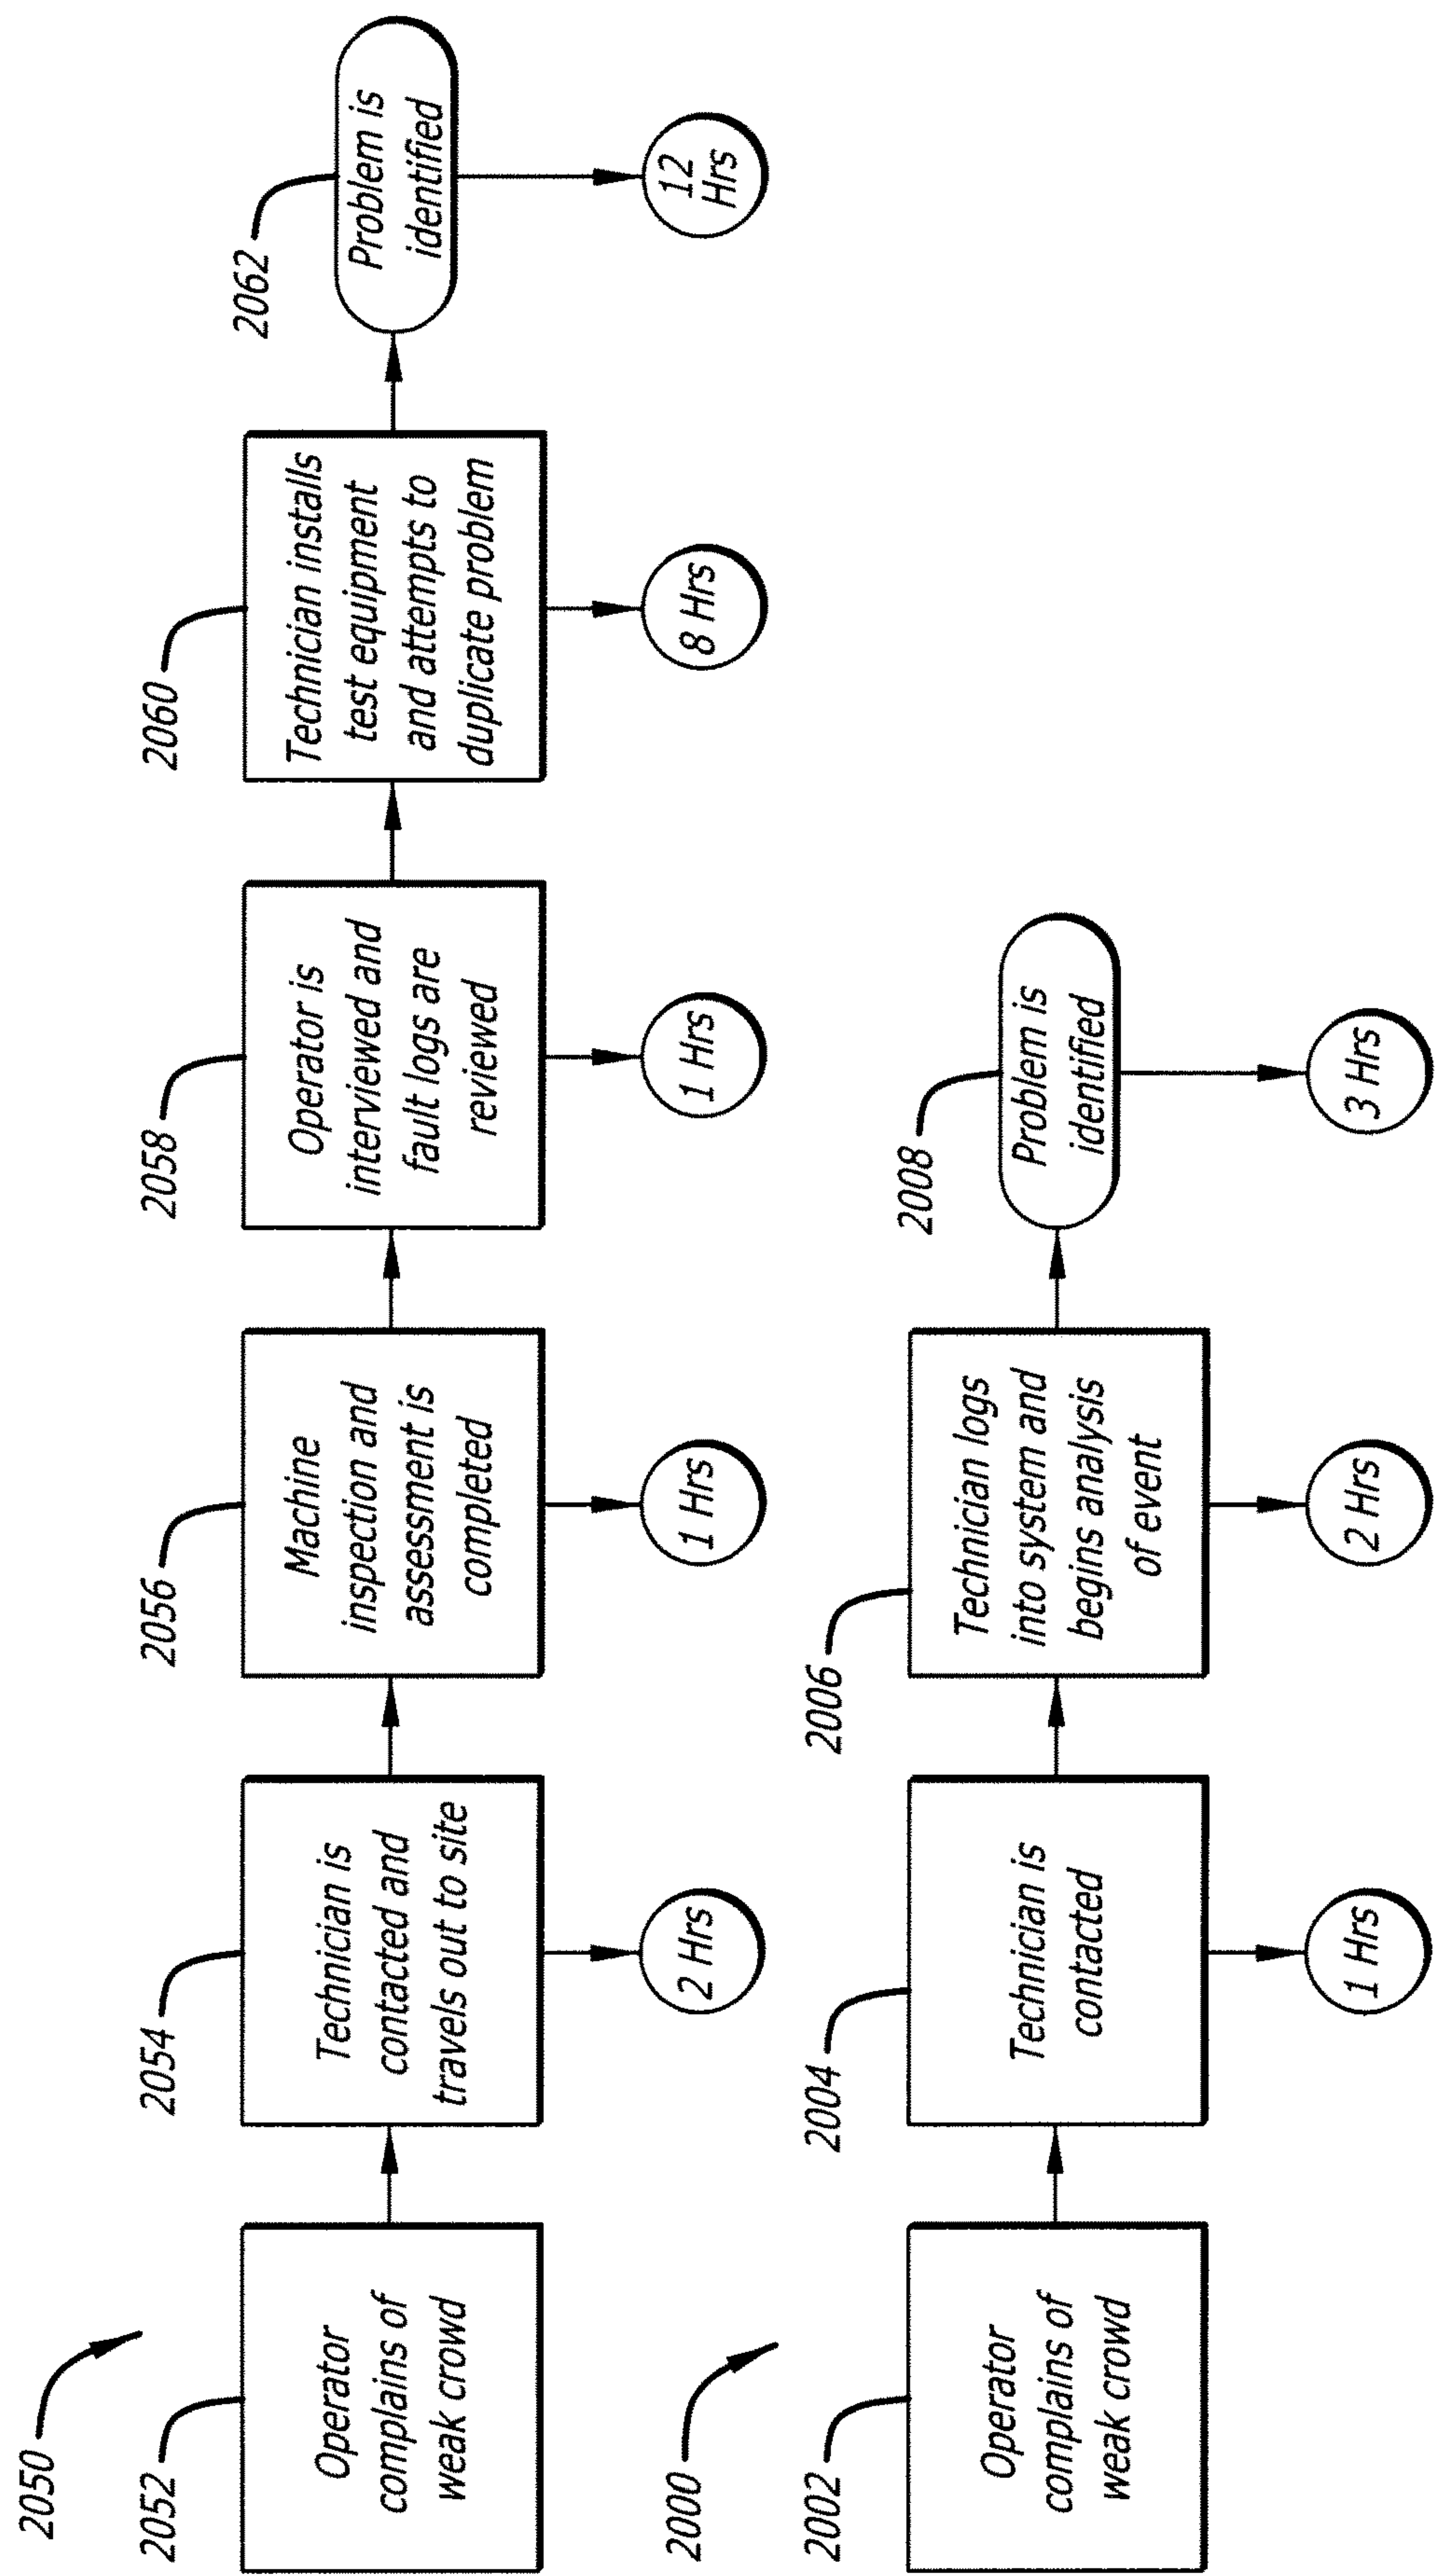 2050
2052
Operator
complains of
weak crowd
2054
Technician is
contacted and
travels out to site
2 Hrs
2056
Machine
inspection and
assessment is
completed
1 Hrs
2058
Operator is
interviewed and
fault logs are
reviewed
1 Hrs
2060
Technician installs
test equipment
and attempts to
duplicate problem
8 Hrs
2062
Problem is
identified
12
Hrs
2000
2002
Operator
complains of
weak crowd
2004
Technician is
contacted
1 Hrs
2006
Technician logs
into system and
begins analysis
of event
2 Hrs
2008
Problem is
identified
3 Hrs